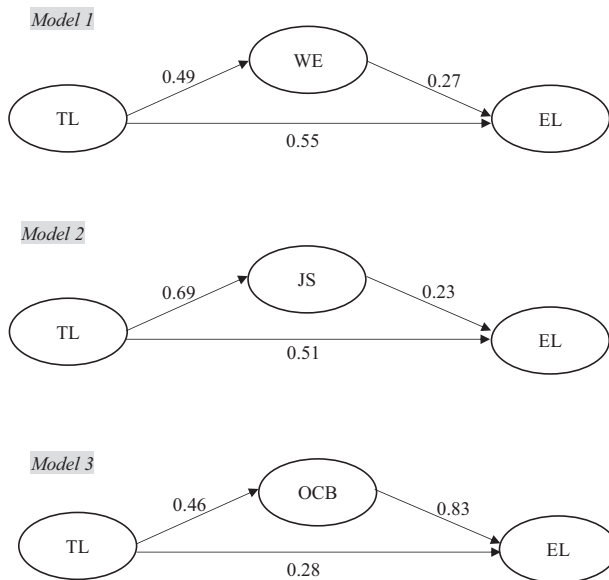 Model 1
WE
0.49
0.27
TL
EL
0.55
Model 2
JS
0.69
0.23
TL
EL
0.51
Model 3
OCB
0.46
0.83
TL
EL
0.28